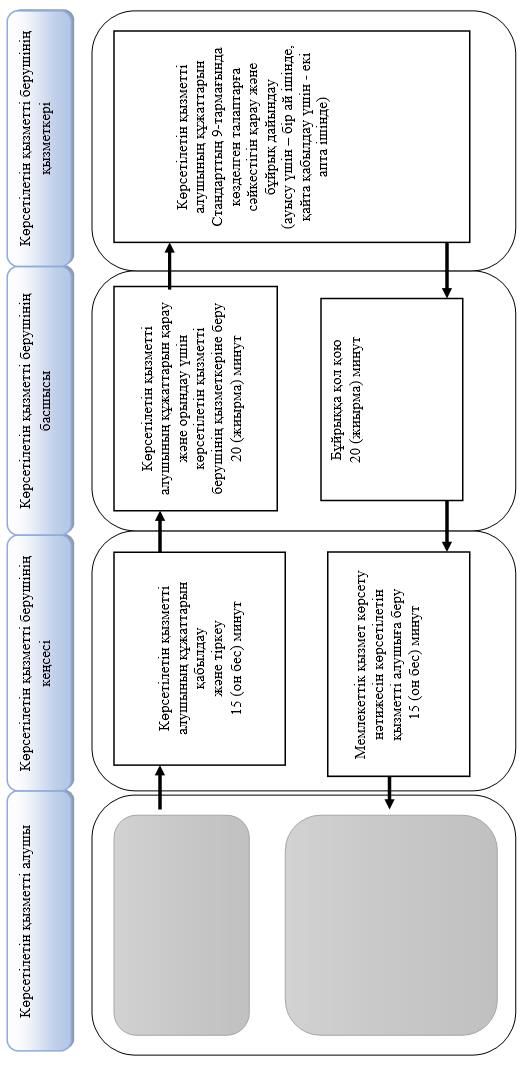 Көрсетілетін қызметті алушы
Көрсетілетін қызметті берушінің
кеңсесі
Көрсетілетін қызметті берушінің
басшысы
Көрсетілетін қызметті берушінің
қызметкері
Көрсетілетін қызметті
алушының құжаттарын
қабылдау
және тіркеу
15 (он бес) минут
Көрсетілетін қызметті
алушының құжаттарын қарау
және орындау үшін
көрсетілетін қызметті
берушінің қызметкеріне беру
20 (жиырма) минут
Көрсетілетін қызметті
алушының құжаттарын
Стандарттың 9-тармағында
көзделген талаптарға
сәйкестігін қарау және
бұйрық дайындау
(ауысу үшін – бір ай ішінде,
қайта қабылдау үшін - екі
апта ішінде)
Мемлекеттік қызмет көрсету
нәтижесін көрсетілетін
қызметті алушыға беру
15 (он бес) минут
Бұйрыққа қол қою
20 (жиырма) минут